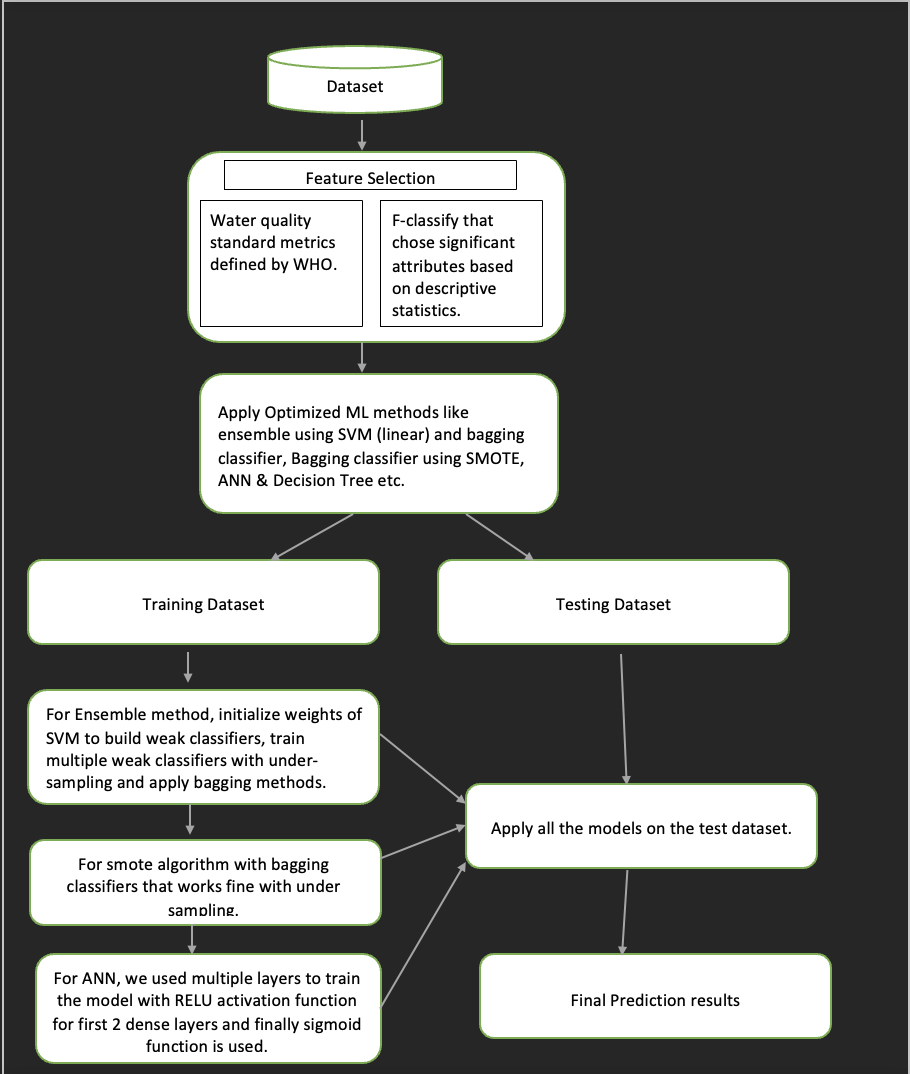 Dataset
Feature Selection
Water quality
standard metrics
defined by WHO.
F-classify that
chose significant
attributes based
on descriptive
statistics.
Apply Optimized ML methods like
ensemble using SVM (linear) and bagging
classifier, Bagging classifier using SMOTE,
ANN & Decision Tree etc.
Training Dataset
Testing Dataset
For Ensemble method, initialize weights of
SVM to build weak classifiers, train
multiple weak classifiers with under-
sampling and apply bagging methods.
Apply all the models on the test dataset.
For smote algorithm with bagging
classifiers that works fine with under
sampling.
For ANN, we used multiple layers to train
the model with RELU activation function
for first 2 dense layers and finally sigmoid
function is used.
Final Prediction results